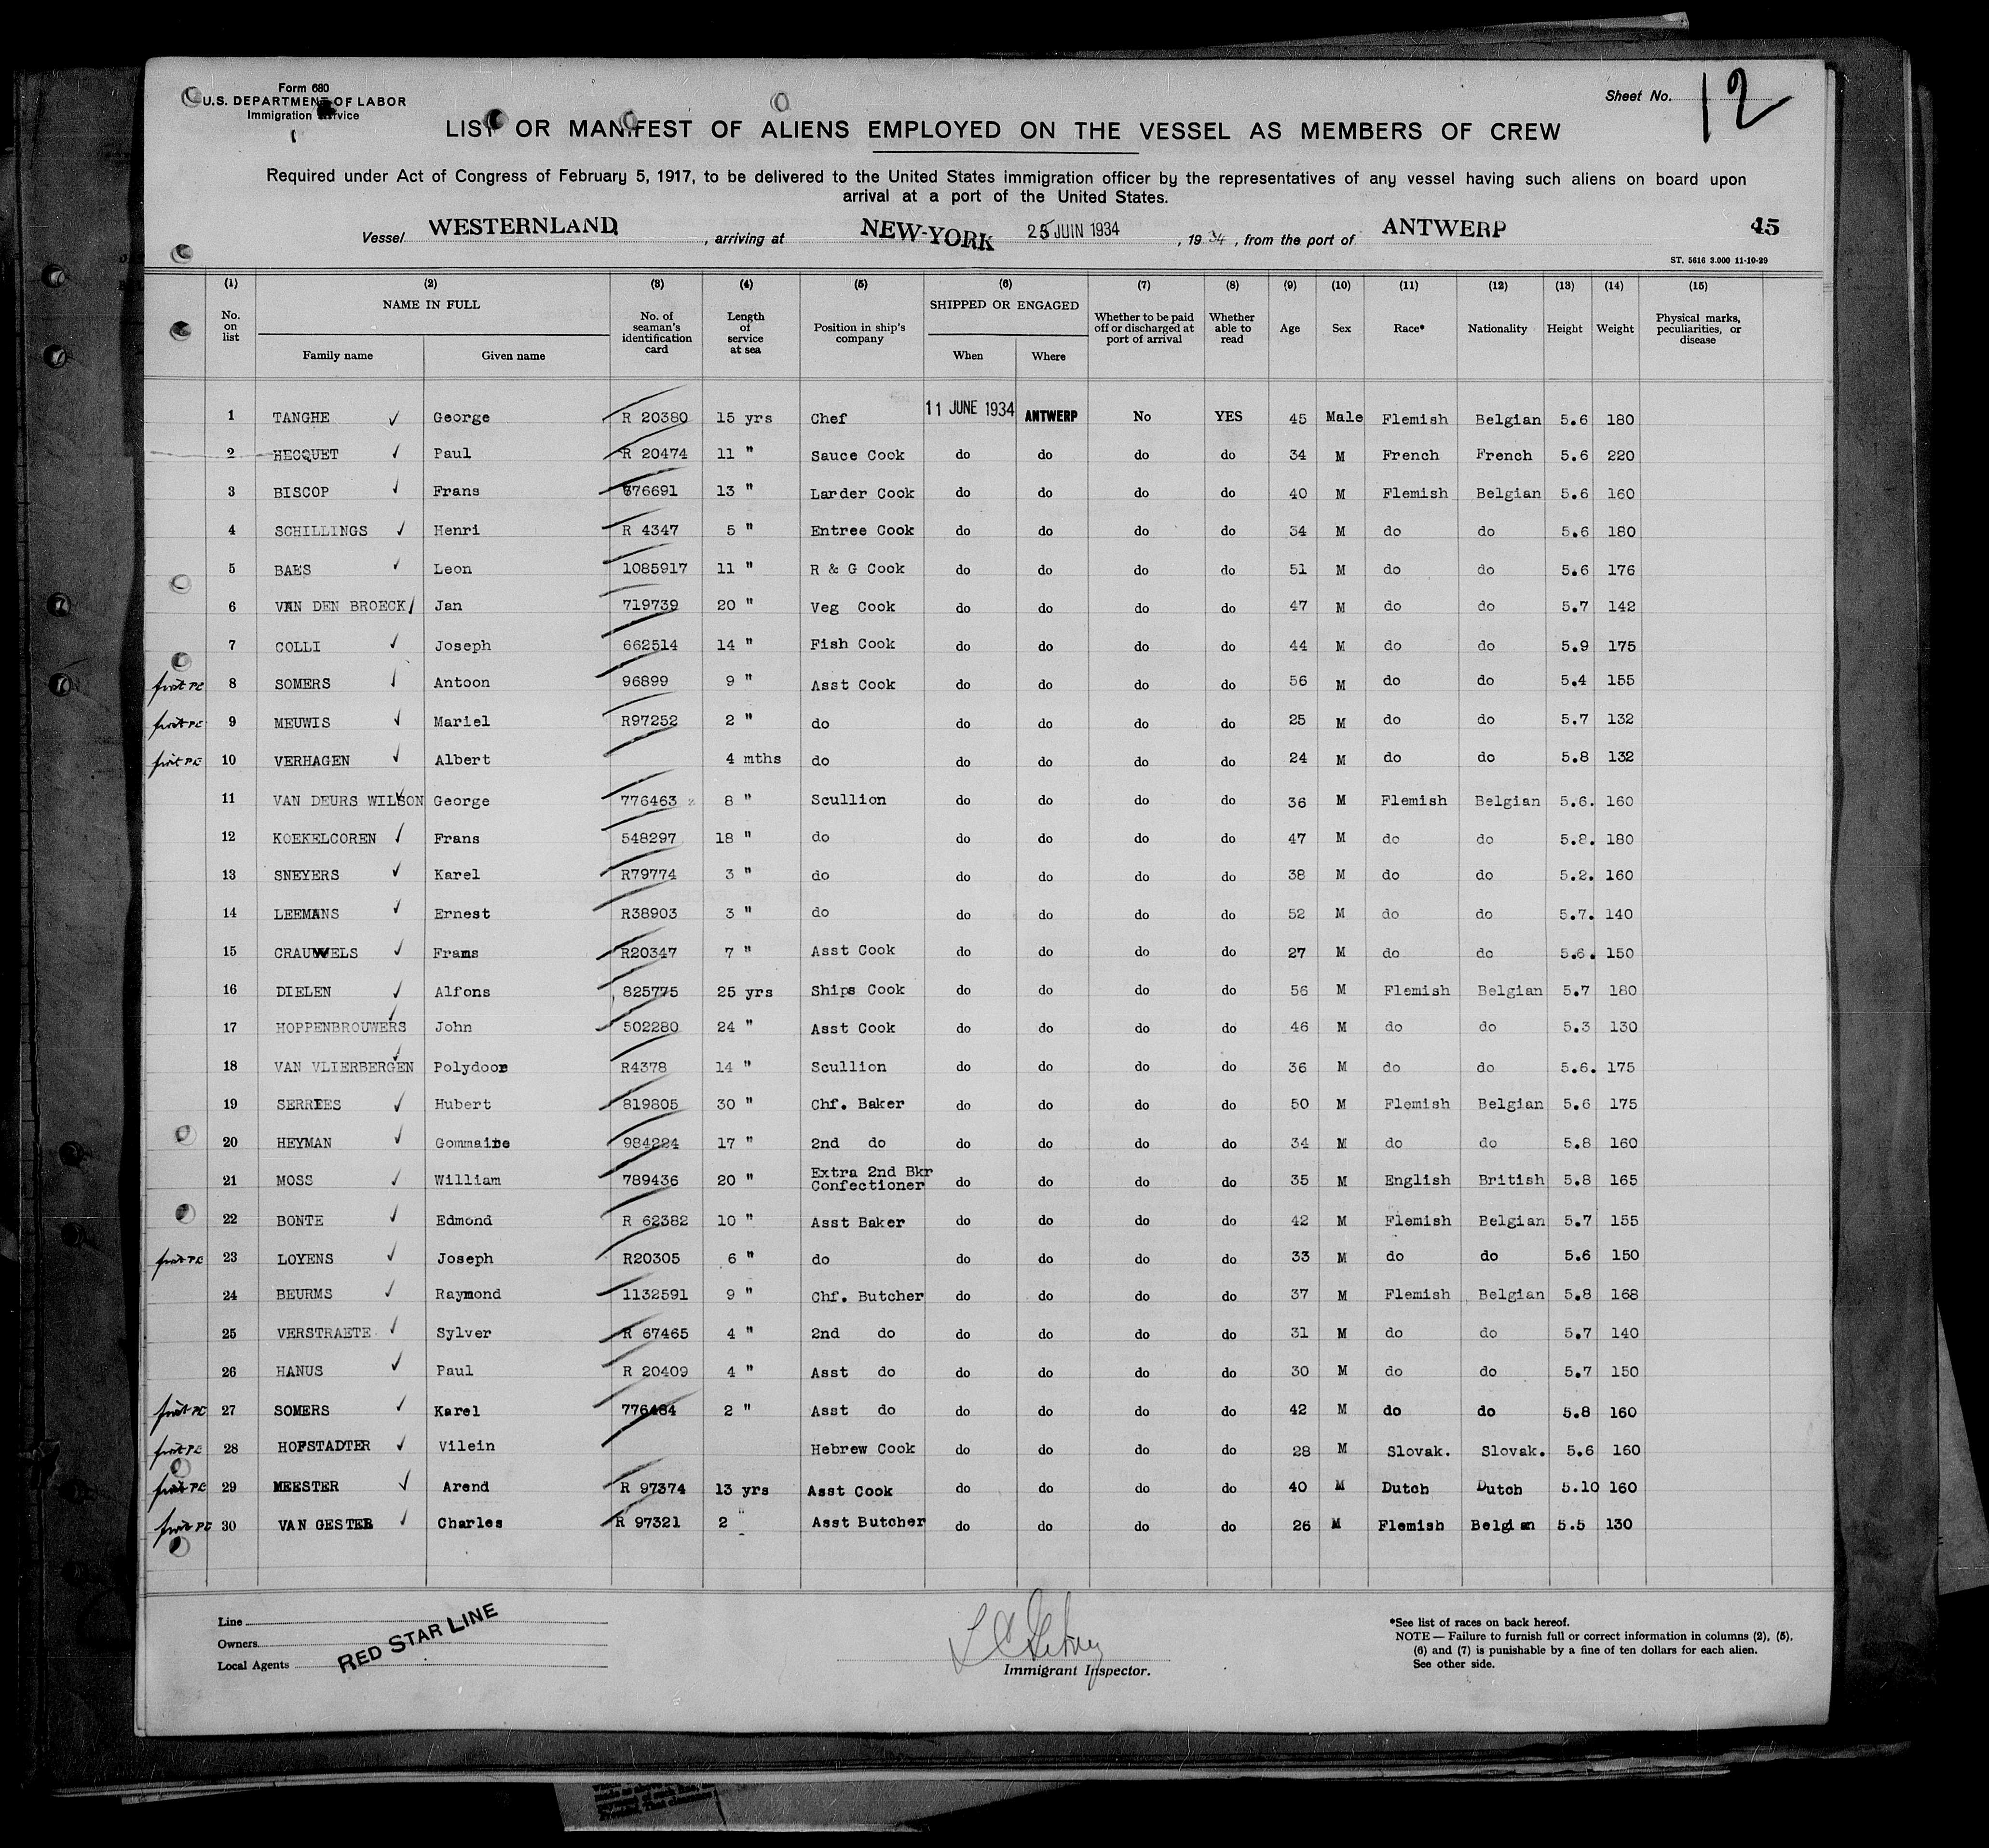 Form 680
U.S. DEPARTMENT OF LABOR
Immigration Service
Sheet No. 12
LIST OR MANIFEST OF ALIENS EMPLOYED ON THE VESSEL AS MEMBERS OF CREW
Required under Act of Congress of February 5, 1917, to be delivered to the United States immigration officer by the representatives of any vessel having such aliens on board upon
arrival at a port of the United States.
Vessel WESTERNLAND, arriving at NEW-YORK 25 JUIN 1934, 1934, from the port of ANTWERP 45
ST. 5616 3.000 11-10-29
(1) (2) (3) (4) (5) (6) (7) (8) (9) (10) (11) (12) (13) (14) (15)
No. on list NAME IN FULL Family name Given name No. of seaman's identification card Length of service at sea Position in ship's company SHIPPED OR ENGAGED When Where Whether to be paid off or discharged at port of arrival Whether able to read Age Sex Race* Nationality Height Weight Physical marks, peculiarities, or disease
1 TANGHE George R 20380 15 yrs Chef 11 JUNE 1934 ANTWERP No YES 45 Male Flemish Belgian 5.6 180
2 HECQUET Paul R 20474 11 " Sauce Cook do do do do 34 M French French 5.6 220
3 BISCOP Frans 676691 13 " Larder Cook do do do do 40 M Flemish Belgian 5.6 160
4 SCHILLINGS Henri R 4347 5 " Entree Cook do do do do 34 M do do 5.6 180
5 BAES Leon 1085917 11 " R & G Cook do do do do 51 M do do 5.6 176
6 VAN DEN BROECK Jan 719739 20 " Veg Cook do do do do 47 M do do 5.7 142
7 COLLI Joseph 662514 14 " Fish Cook do do do do 44 M do do 5.9 175
first PC 8 SOMERS Antoon 96899 9 " Asst Cook do do do do 56 M do do 5.4 155
first PC 9 MEUWIS Mariel R97252 2 " do do do do do 25 M do do 5.7 132
first PC 10 VERHAGEN Albert 4 mths do do do do do 24 M do do 5.8 132
11 VAN DEURS WILSON George 776463 8 " Scullion do do do do 36 M Flemish Belgian 5.6. 160
12 KOEKELCOREN Frans 548297 18 " do do do do do 47 M do do 5.8. 180
13 SNEYERS Karel R79774 3 " do do do do do 38 M do do 5.2. 160
14 LEEMANS Ernest R38903 3 " do do do do do 52 M do do 5.7. 140
15 CRAUWELS Frans R20347 7 " Asst Cook do do do do 27 M do do 5.6. 150
16 DIELEN Alfons 825775 25 yrs Ships Cook do do do do 56 M Flemish Belgian 5.7 180
17 HOPPENBROUWERS John 502280 24 " Asst Cook do do do do 46 M do do 5.3 130
18 VAN VLIERBERGEN Polydoor R4378 14 " Scullion do do do do 36 M do do 5.6. 175
19 SERRIES Hubert 819805 30 " Chf. Baker do do do do 50 M Flemish Belgian 5.6 175
20 HEYMAN Gommaire 984224 17 " 2nd do do do do do 34 M do do 5.8 160
21 MOSS William 789436 20 " Extra 2nd Bkr Confectioner do do do do 35 M English British 5.8 165
22 BONTE Edmond R 62382 10 " Asst Baker do do do do 42 M Flemish Belgian 5.7 155
first PC 23 LOYENS Joseph R20305 6 " do do do do do 33 M do do 5.6 150
24 BEURMS Raymond 1132591 9 " Chf. Butcher do do do do 37 M Flemish Belgian 5.8 168
25 VERSTRAETE Sylver R 67465 4 " 2nd do do do do do 31 M do do 5.7 140
26 HANUS Paul R 20409 4 " Asst do do do do do 30 M do do 5.7 150
first PC 27 SOMERS Karel 776484 2 " Asst do do do do do 42 M do do 5.8 160
first PC 28 HOFSTADTER Vilein Hebrew Cook do do do do 28 M Slovak. Slovak. 5.6 160
first PC 29 MEESTER Arend R 97374 13 yrs Asst Cook do do do do 40 M Dutch Dutch 5.10 160
first PC 30 VAN GESTEL Charles R 97321 2 " Asst Butcher do do do do 26 M Flemish Belgian 5.5 130
Line
Owners
Local Agents
RED STAR LINE
Immigrant Inspector.
*See list of races on back hereof.
NOTE — Failure to furnish full or correct information in columns (2), (5),
(6) and (7) is punishable by a fine of ten dollars for each alien.
See other side.